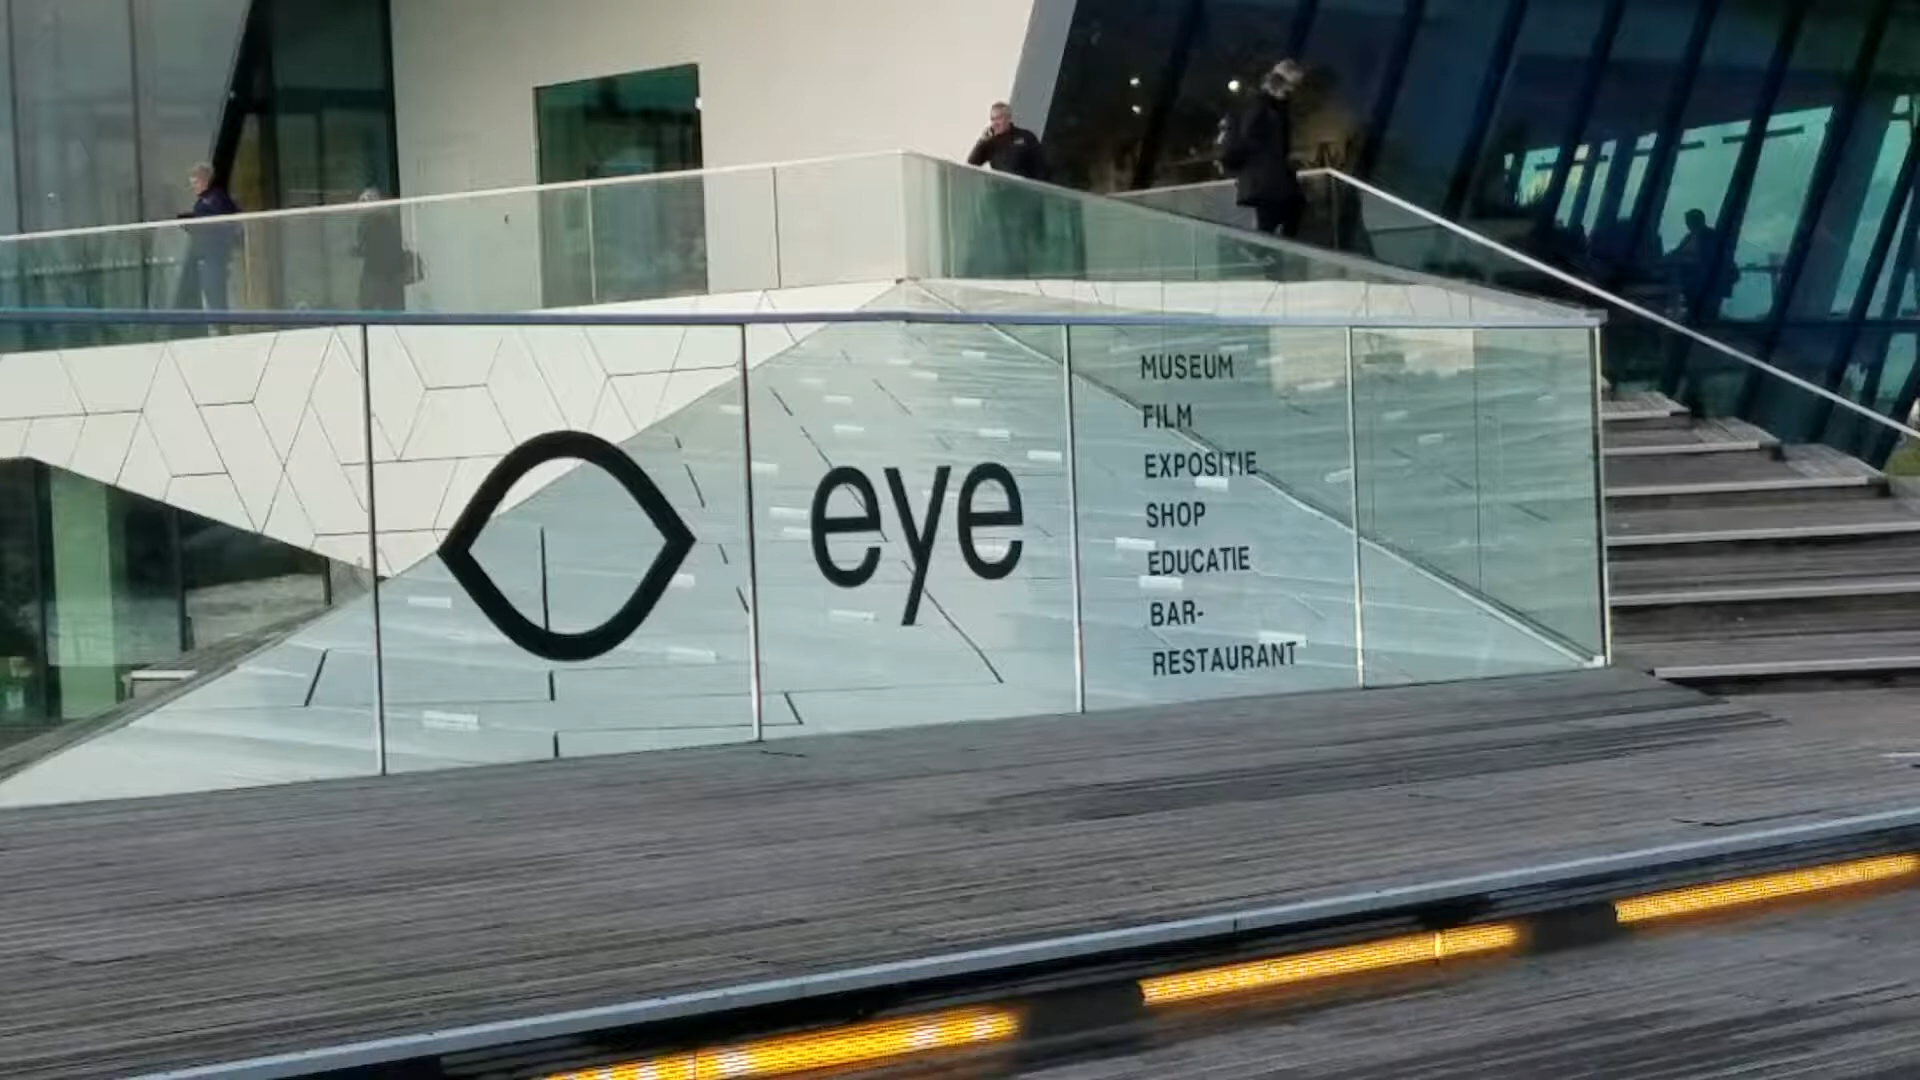 eye
MUSEUM
FILM
EXPOSITIE
SHOP
EDUCATIE
BAR-
RESTAURANT